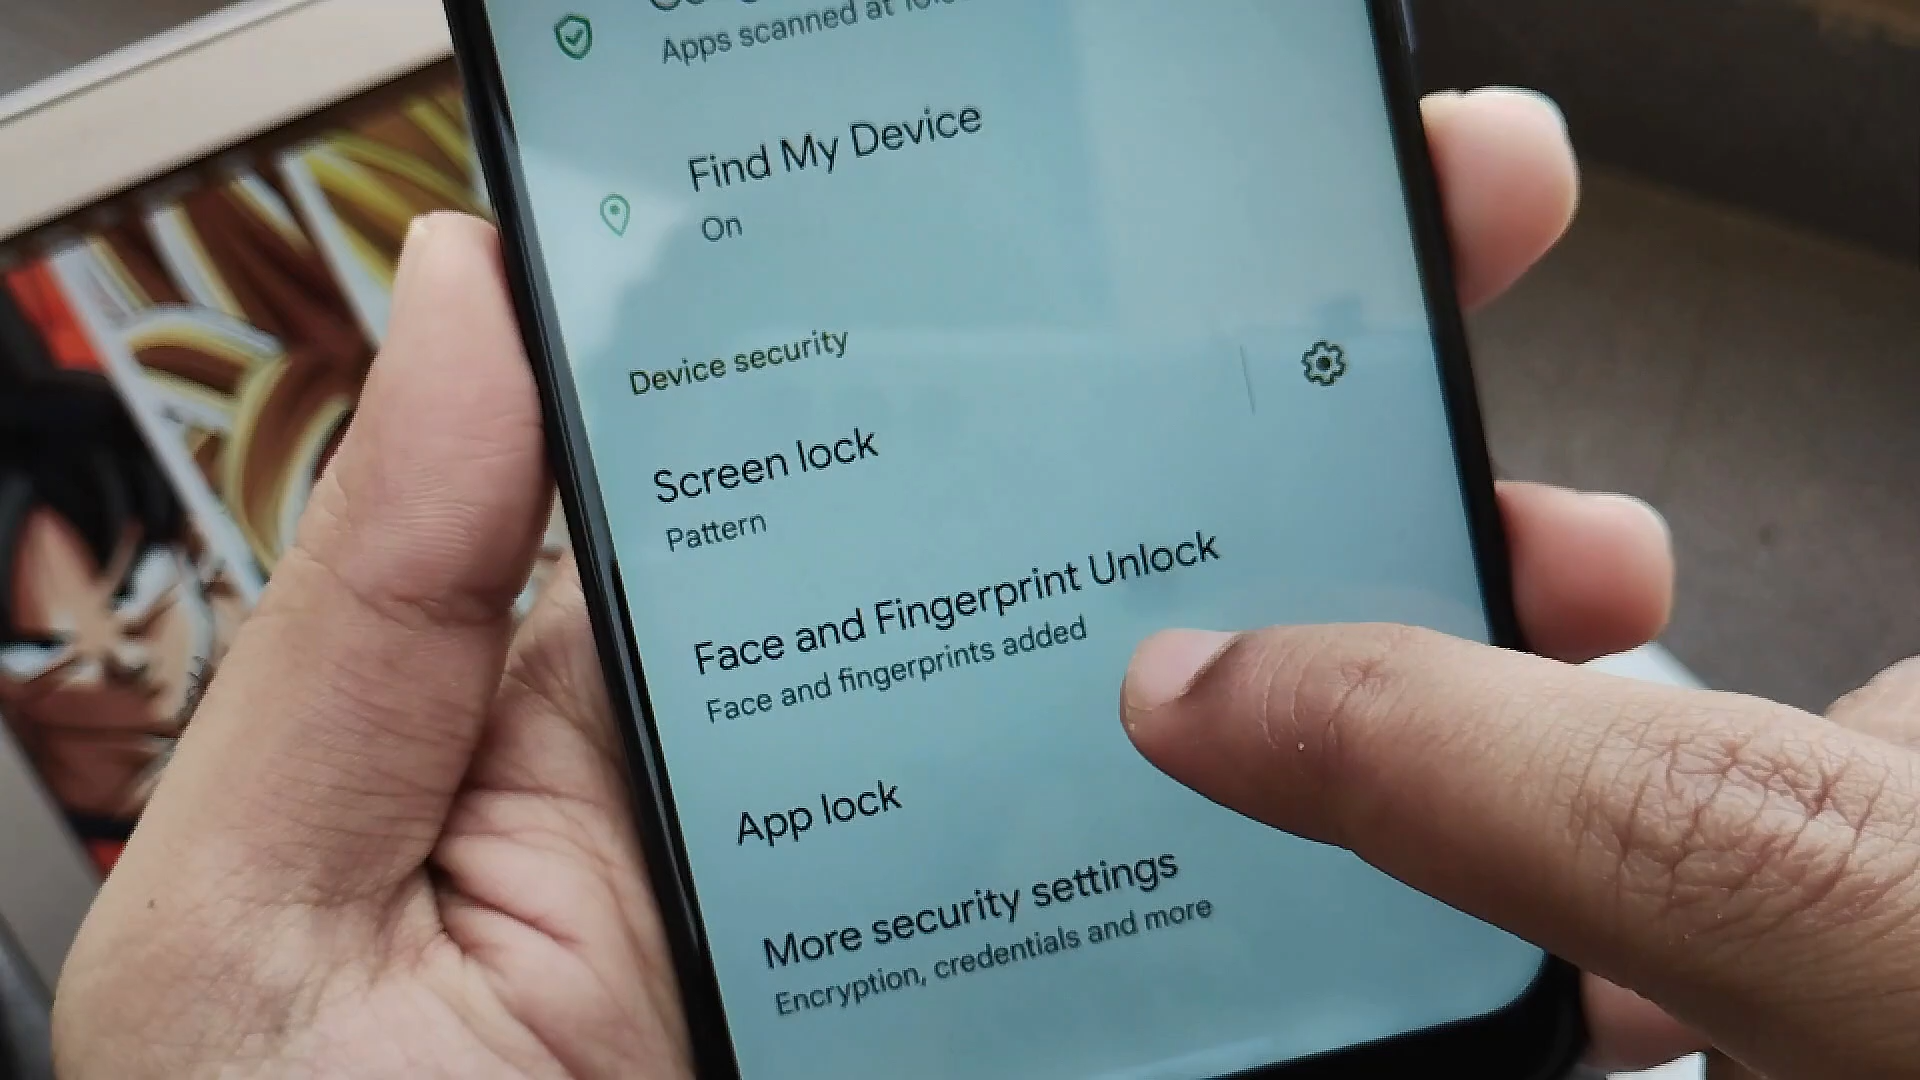 Apps scanned at
Find My Device
On
Device security
Screen lock
Pattern
Face and Fingerprint Unlock
Face and fingerprints added
App lock
More security settings
Encryption, credentials and more